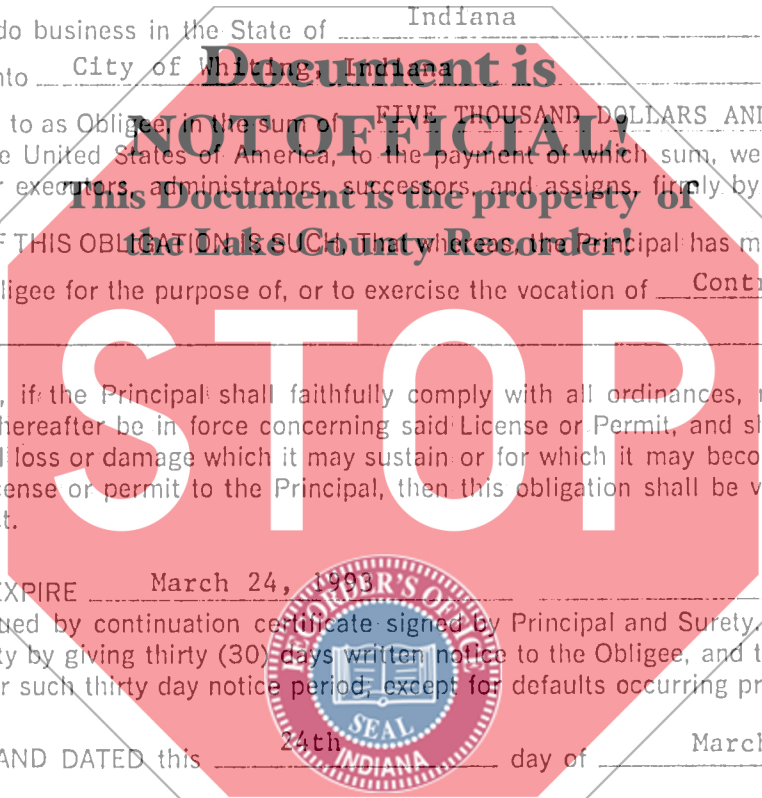 do business in the State of Indiana
nto City of Whiting, Indiana
Document is
to as Obligee, in the sum of FIVE THOUSAND DOLLARS AN
NOT OFFICIAL!
e United States of America, to the payment of which sum, we
r executors, administrators, successors, and assigns, firmly by
This Document is the property of
F THIS OBLIGATION IS SUCH, That whereas, the Principal has m
the Lake County Recorder!
ligee for the purpose of, or to exercise the vocation of Cont
STOP
, if the Principal shall faithfully comply with all ordinances,
hereafter be in force concerning said License or Permit, and s
l loss or damage which it may sustain or for which it may beco
cense or permit to the Principal, then this obligation shall be v
ct.
EXPIRE March 24, 1993
ued by continuation certificate signed by Principal and Surety.
ty by giving thirty (30) days written notice to the Obligee, and t
r such thirty day notice period, except for defaults occurring pr
RECORDER'S OFFICE
SEAL
INDIANA
AND DATED this 24th day of March